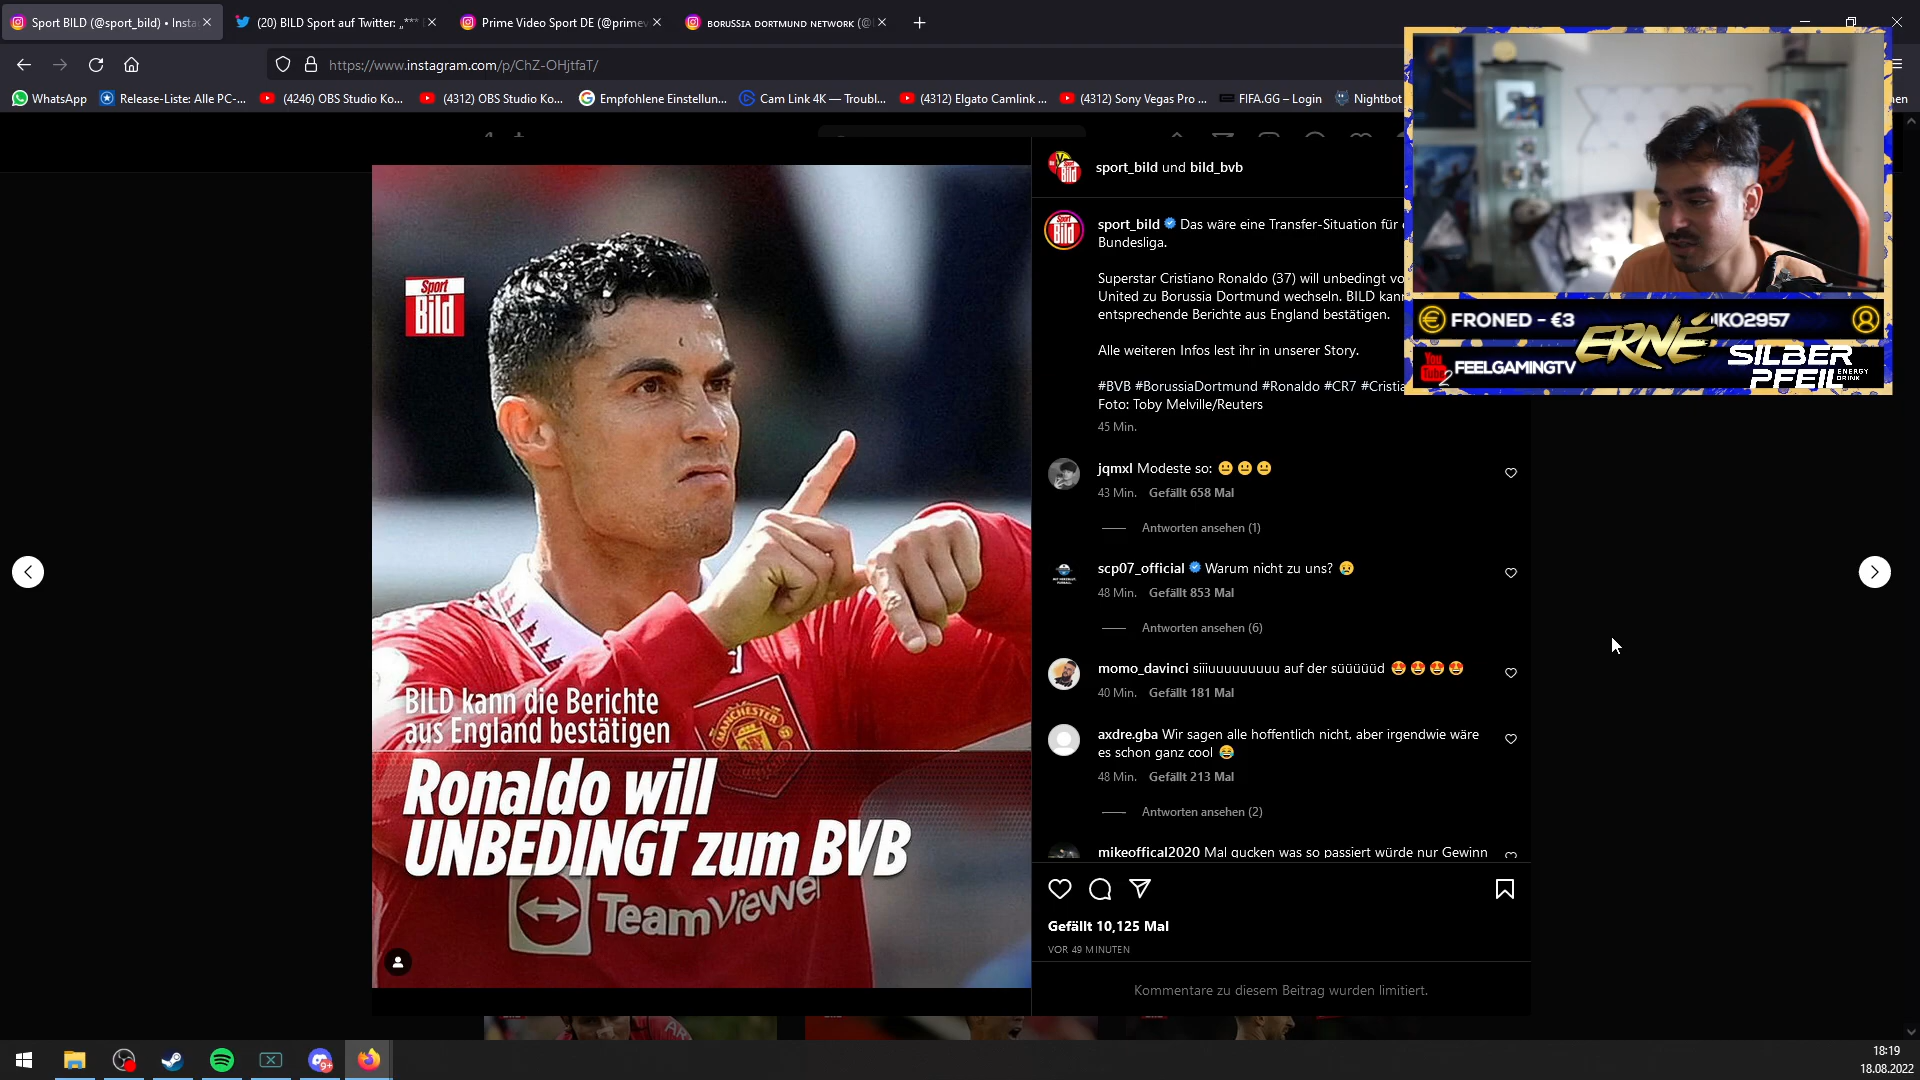 Sport BILD (@sport_bild) • Insta
(20) BILD Sport auf Twitter: „***
Prime Video Sport DE (@primev
BORUSSIA DORTMUND NETWORK (@
https://www.instagram.com/p/ChZ-OHjtfaT/
WhatsApp
Release-Liste: Alle PC-...
(4246) OBS Studio Ko...
(4312) OBS Studio Ko...
Empfohlene Einstellun...
Cam Link 4K — Troubl...
(4312) Elgato Camlink ...
(4312) Sony Vegas Pro ...
FIFA.GG – Login
Nightbot
Sport
Bild
BILD kann die Berichte
aus England bestätigen
MANCHESTER
Ronaldo will
UNBEDINGT zum BVB
TeamViewer
sport_bild und bild_bvb
sport_bild Das wäre eine Transfer-Situation für
Bundesliga.
Superstar Cristiano Ronaldo (37) will unbedingt
United zu Borussia Dortmund wechseln. BILD
entsprechende Berichte aus England bestätigen.
Alle weiteren Infos lest ihr in unserer Story.
#BVB #BorussiaDortmund #Ronaldo #CR7 #Cristia
Foto: Toby Melville/Reuters
45 Min.
jqmxl Modeste so: 😐 😐 😐
43 Min. Gefällt 658 Mal
Antworten ansehen (1)
scp07_official Warum nicht zu uns? 😥
48 Min. Gefällt 853 Mal
Antworten ansehen (6)
momo_davinci siiiuuuuuuuuu auf der süüüüüd 😍 😍 😍 😍
40 Min. Gefällt 181 Mal
axdre.gba Wir sagen alle hoffentlich nicht, aber irgendwie wäre
es schon ganz cool 😂
48 Min. Gefällt 213 Mal
Antworten ansehen (2)
mikeoffical2020 Mal gucken was so passiert würde nur Gewinn
Gefällt 10,125 Mal
VOR 49 MINUTEN
Kommentare zu diesem Beitrag wurden limitiert.
FRONED - €3
IKO2957
ERNÉ
You
Tube
2
FEELGAMINGTV
SILBER
PFEIL
ENERGY
DRINK
9+
18:19
18.08.2022